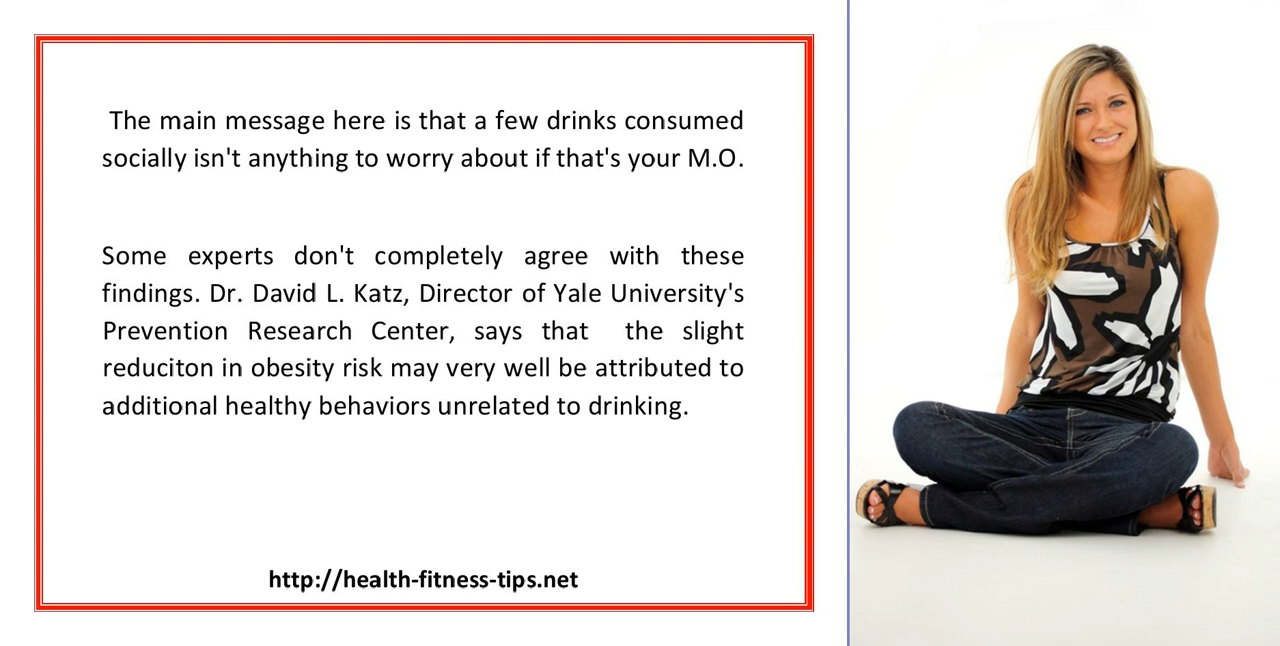 The main message here is that a few drinks consumed
socially isn't anything to worry about if that's your M.O.
Some experts don't completely agree with these
findings. Dr. David L. Katz, Director of Yale University's
Prevention Research Center, says that the slight
reduciton in obesity risk may very well be attributed to
additional healthy behaviors unrelated to drinking.
http://health-fitness-tips.net